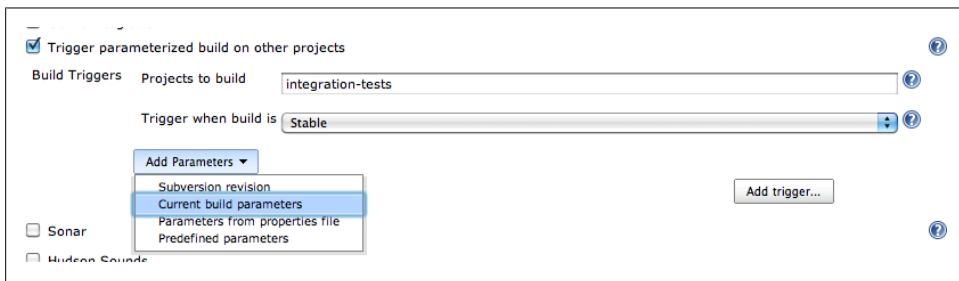 Trigger parameterized build on other projects
Build Triggers
Projects to build
integration-tests
Trigger when build is
Stable
Add Parameters
Subversion revision
Current build parameters
Parameters from properties file
Predefined parameters
Add trigger...
Sonar
Hudson Sounds